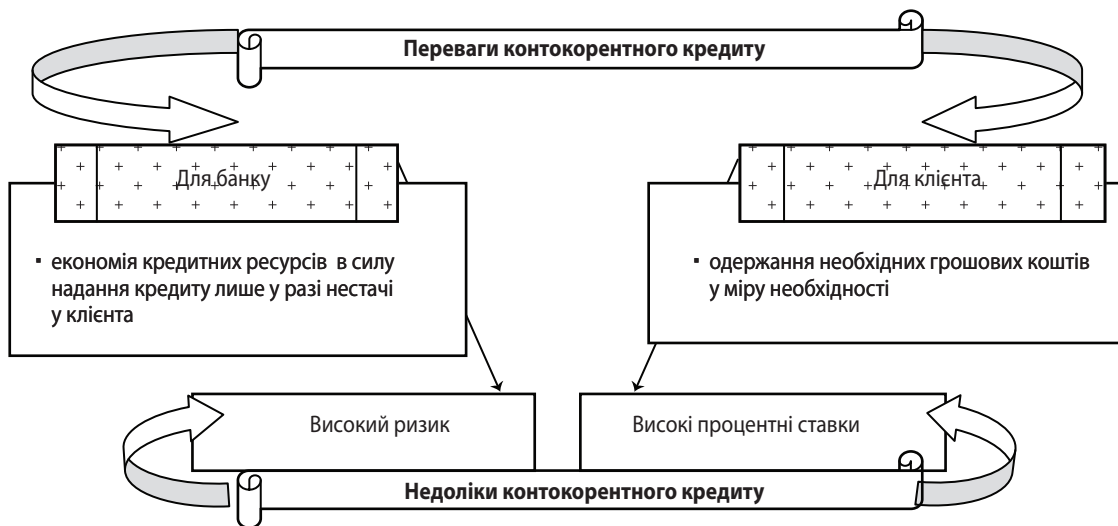 Переваги контокорентного кредиту
Для банку
▪ економія кредитних ресурсів в силу
надання кредиту лише у разі нестачі
у клієнта
Для клієнта
▪ одержання необхідних грошових коштів
у міру необхідності
Високий ризик
Високі процентні ставки
Недоліки контокорентного кредиту